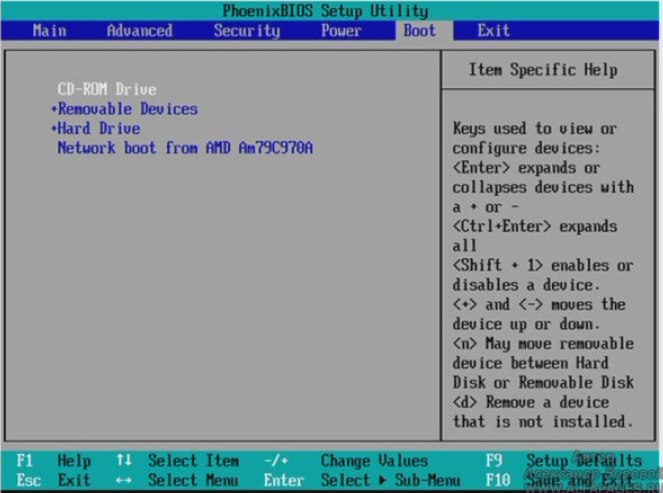 PhoenixBIOS Setup Utility
Main Advanced Security Power Boot Exit
CD-ROM Drive
+Removable Devices
+Hard Drive
Network boot from AMD Am79C970A
Item Specific Help
Keys used to view or
configure devices:
<Enter> expands or
collapses devices with
a + or -
<Ctrl+Enter> expands
all
<Shift + 1> enables or
disables a device.
<+> and <-> moves the
device up or down.
<n> May move removable
device between Hard
Disk or Removable Disk
<d> Remove a device
that is not installed.
F1 Help ↑↓ Select Item -/+ Change Values F9 Setup Defaults
Esc Exit ↔ Select Menu Enter Select ▶ Sub-Menu F10 Save and Exit
Автор
Александр